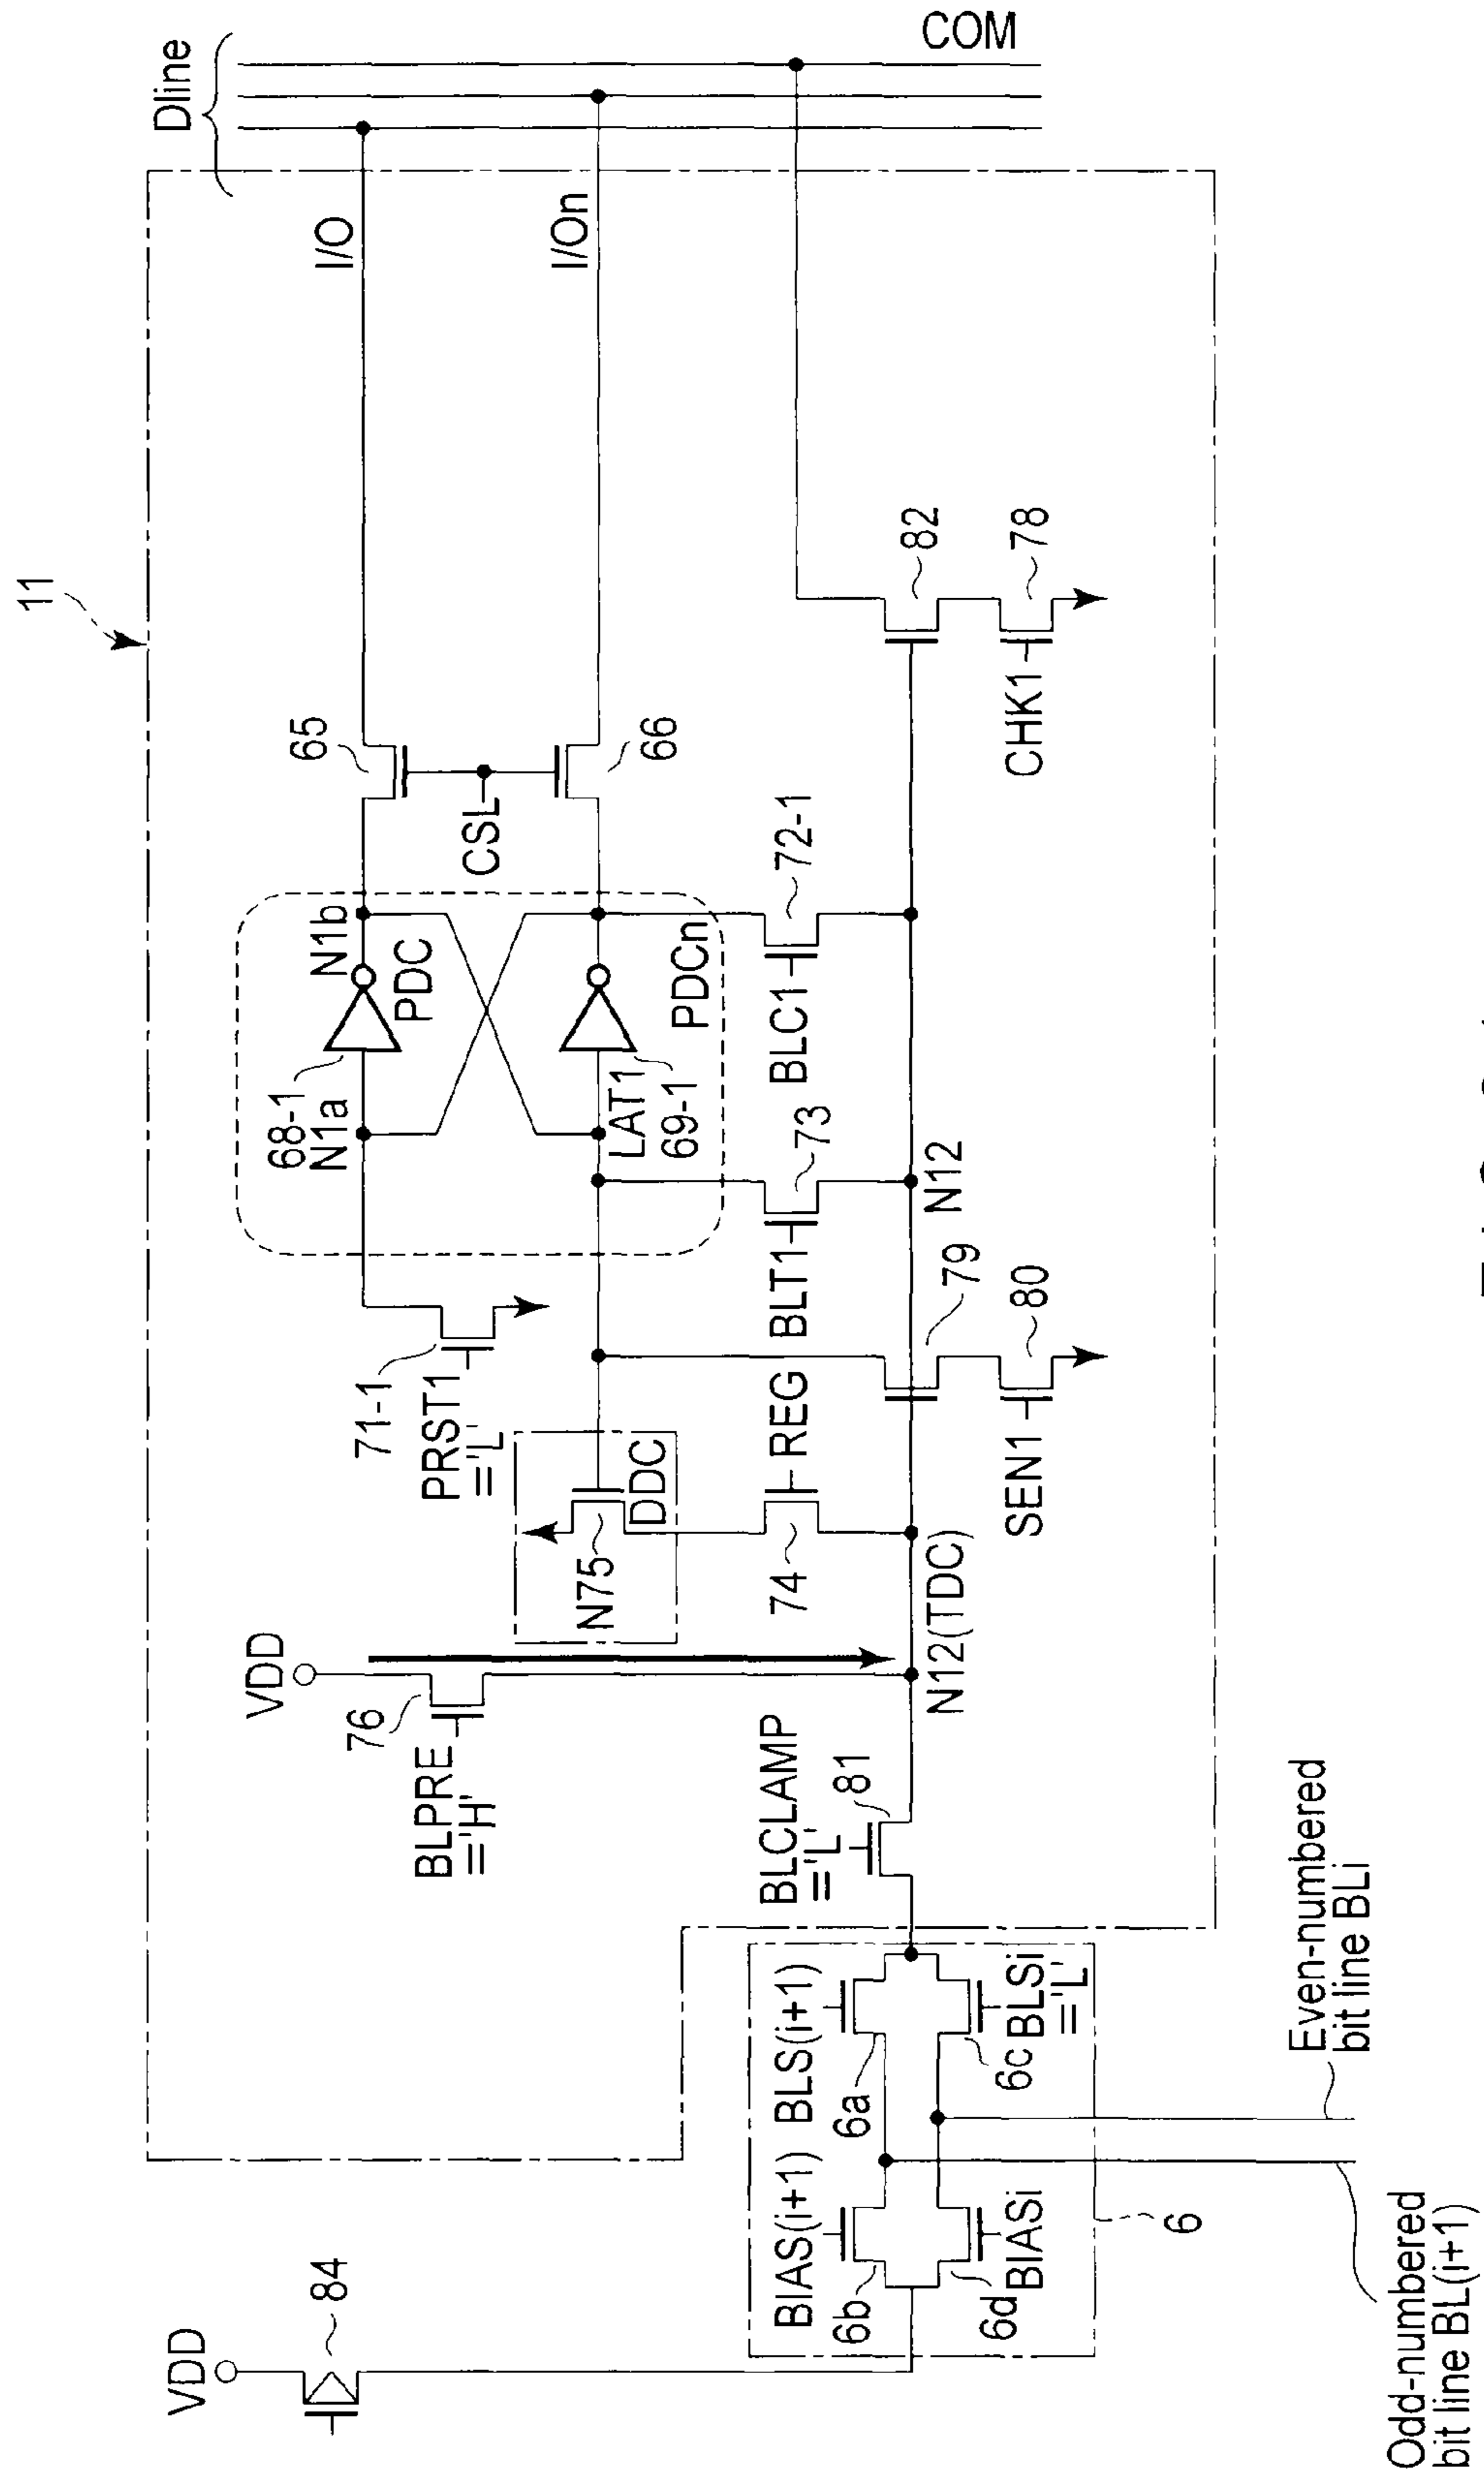 11
Dline
COM
I/O
I/On
65
66
CSL
N1b
PDC
68-1
N1a
LAT1
69-1
PDCn
72-1
BLC1
73
BLT1
82
78
CHK1
N12
79
80
SEN1
71-1
PRST1
='L'
DDC
N75
REG
74
N12(TDC)
VDD
76
BLPRE
='H'
BLCLAMP
='L'
81
BLS(i+1)
6a
6c
BLSi
='L'
BIAS(i+1)
6b
6d
BIASi
6
VDD
84
Even-numbered
bit line BLi
Odd-numbered
bit line BL(i+1)